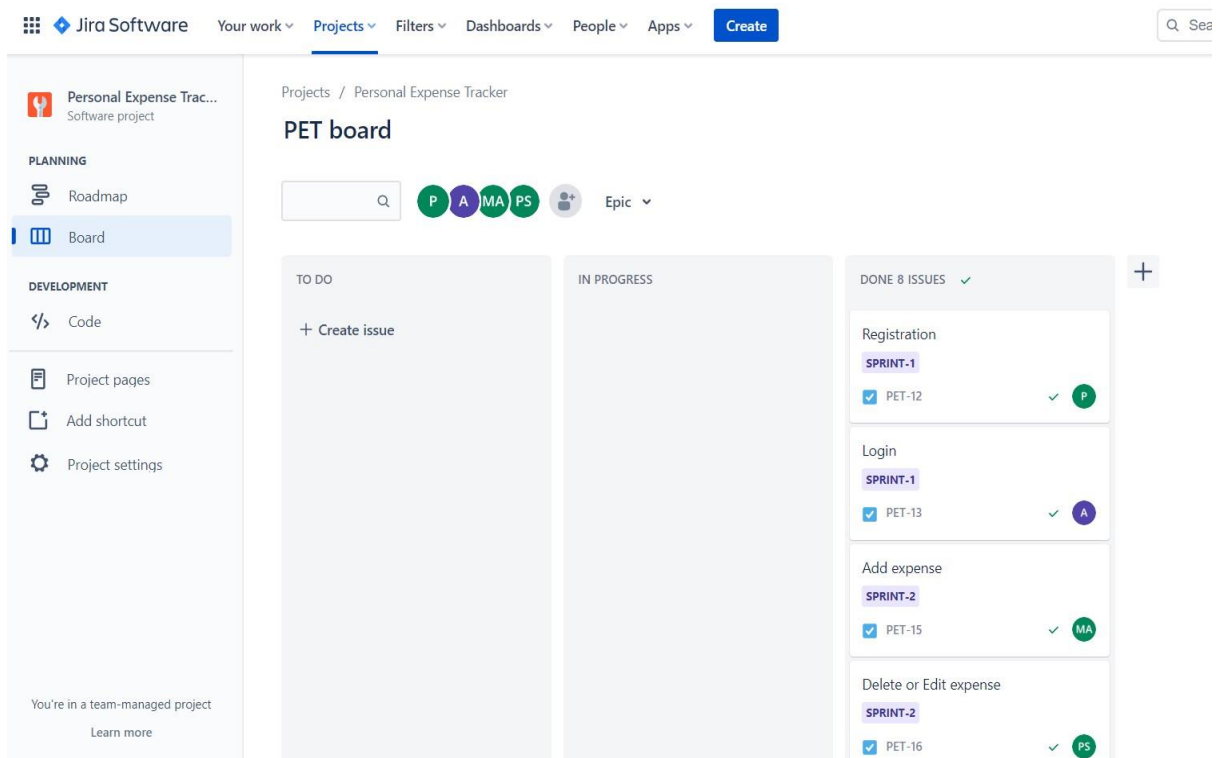 Jira Software Your work Projects Filters Dashboards People Apps Create Sea
Personal Expense Trac...
Software project
PLANNING
Roadmap
Board
DEVELOPMENT
Code
Project pages
Add shortcut
Project settings
You're in a team-managed project
Learn more
Projects / Personal Expense Tracker
PET board
P A MA PS Epic
TO DO
+ Create issue
IN PROGRESS
DONE 8 ISSUES
Registration
SPRINT-1
PET-12 P
Login
SPRINT-1
PET-13 A
Add expense
SPRINT-2
PET-15 MA
Delete or Edit expense
SPRINT-2
PET-16 PS